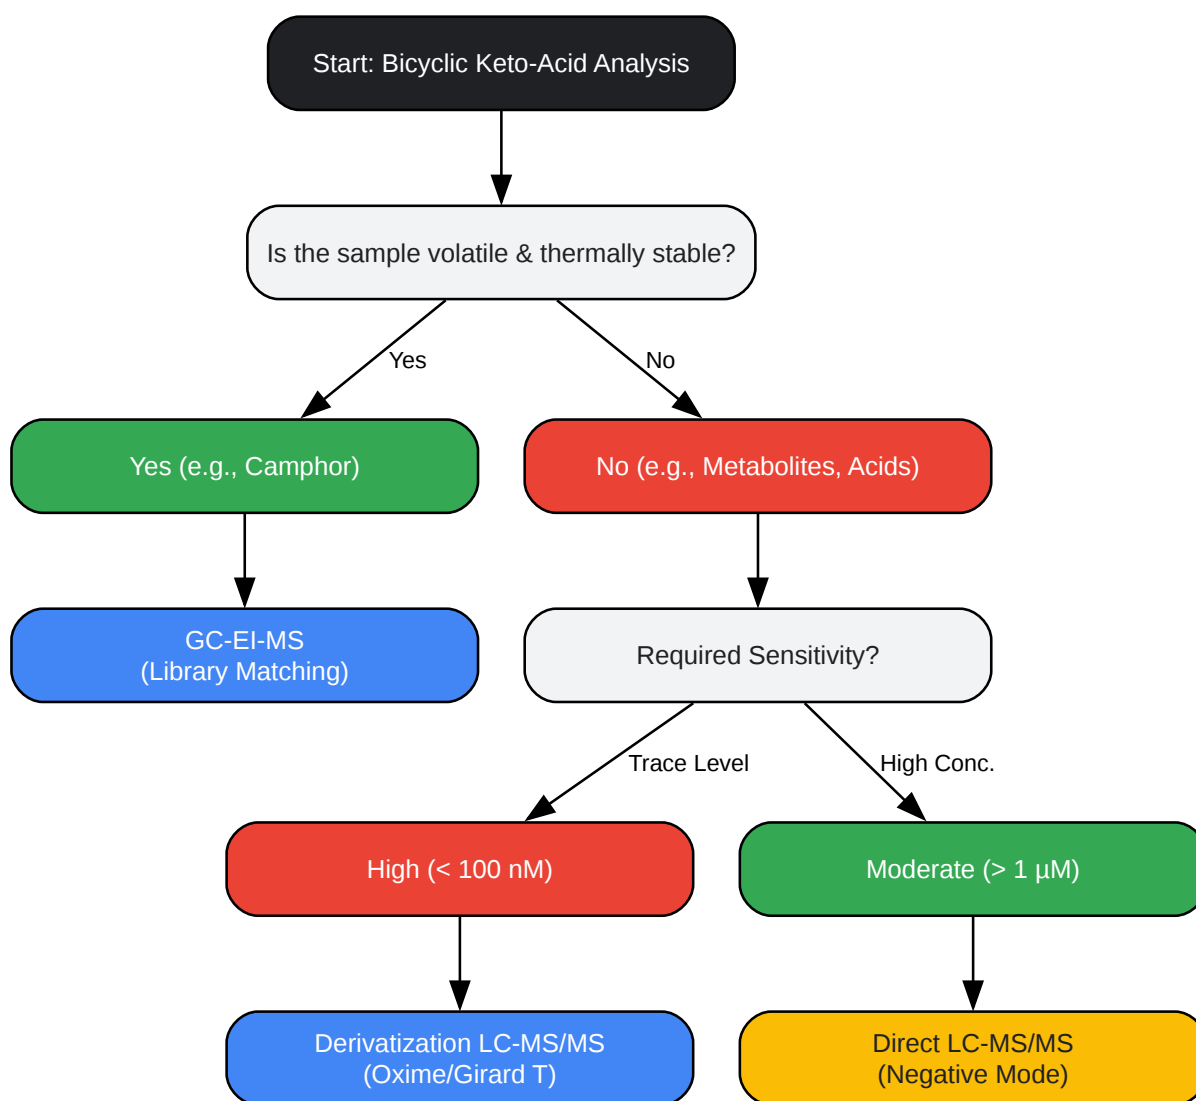 Start: Bicyclic Keto-Acid Analysis
Is the sample volatile & thermally stable?
Yes
No
Yes (e.g., Camphor)
No (e.g., Metabolites, Acids)
GC-EI-MS
(Library Matching)
Required Sensitivity?
Trace Level
High Conc.
High (< 100 nM)
Moderate (> 1 µM)
Derivatization LC-MS/MS
(Oxime/Girard T)
Direct LC-MS/MS
(Negative Mode)